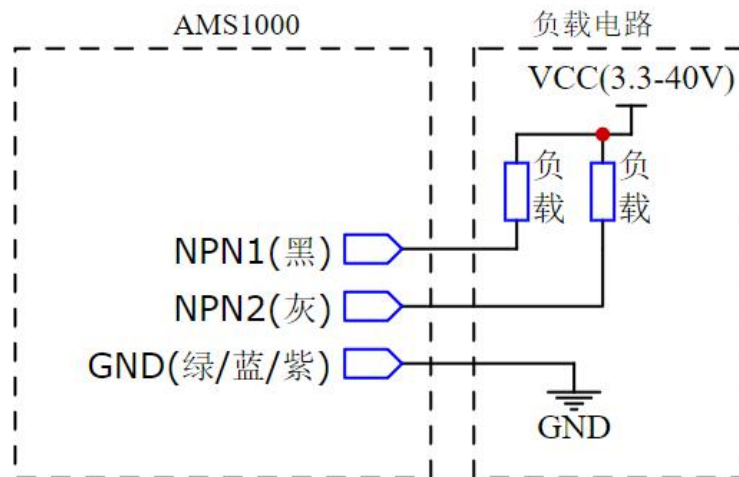 AMS1000
负载电路
VCC(3.3-40V)
负载
负载
NPN1(黑)
NPN2(灰)
GND(绿/蓝/紫)
GND